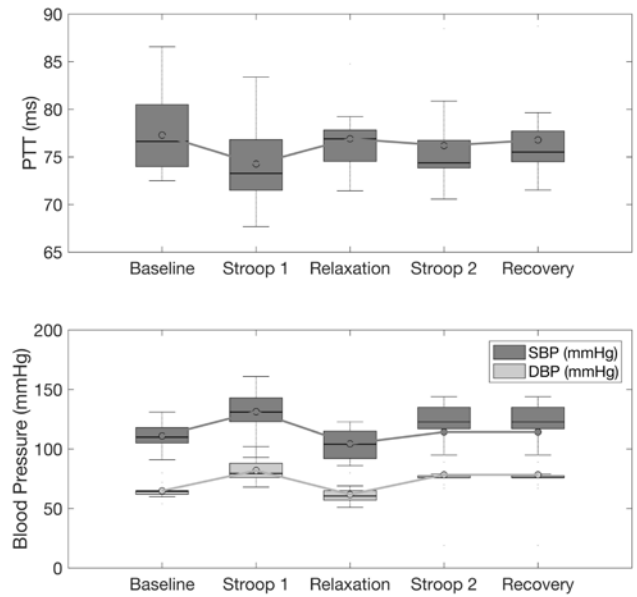 90
85
80
75
70
65
PTT (ms)
Baseline Stroop 1 Relaxation Stroop 2 Recovery
200
150
100
50
0
Blood Pressure (mmHg)
SBP (mmHg)
DBP (mmHg)
Baseline Stroop 1 Relaxation Stroop 2 Recovery